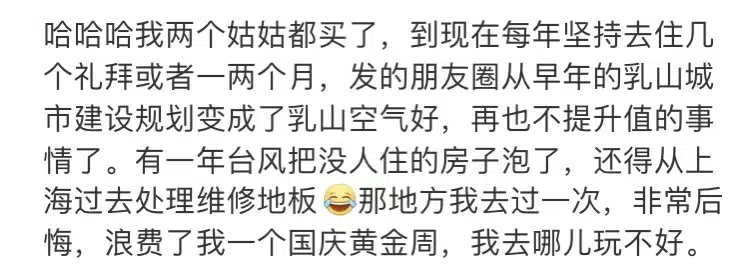 哈哈哈我两个姑姑都买了，到现在每年坚持去住几
个礼拜或者一两个月，发的朋友圈从早年的乳山城
市建设规划变成了乳山空气好，再也不提升值的事
情了。有一年台风把没人住的房子泡了，还得从上
海过去处理维修地板😂那地方我去过一次，非常后
悔，浪费了我一个国庆黄金周，我去哪儿玩不好。